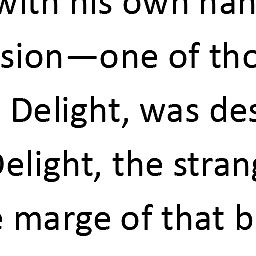 with his own han
sion—one of tho
Delight, was des
Delight, the strang
e marge of that b